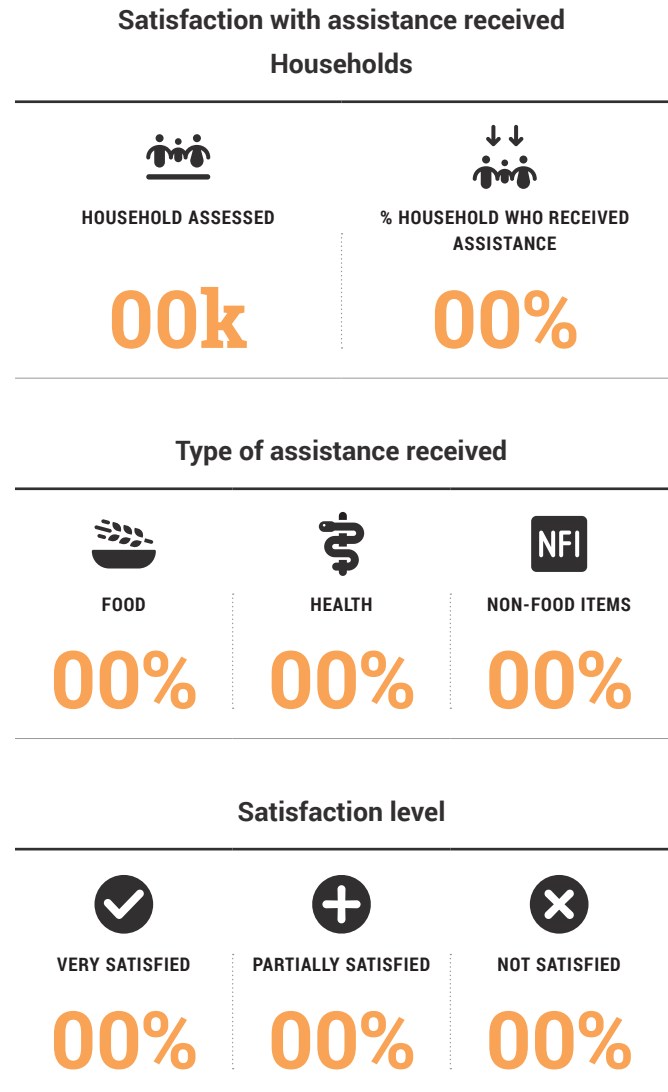 Satisfaction with assistance received
Households
HOUSEHOLD ASSESSED
% HOUSEHOLD WHO RECEIVED
ASSISTANCE
00k
00%
Type of assistance received
NFI
FOOD
HEALTH
NON-FOOD ITEMS
00%
00%
00%
Satisfaction level
VERY SATISFIED
PARTIALLY SATISFIED
NOT SATISFIED
00%
00%
00%